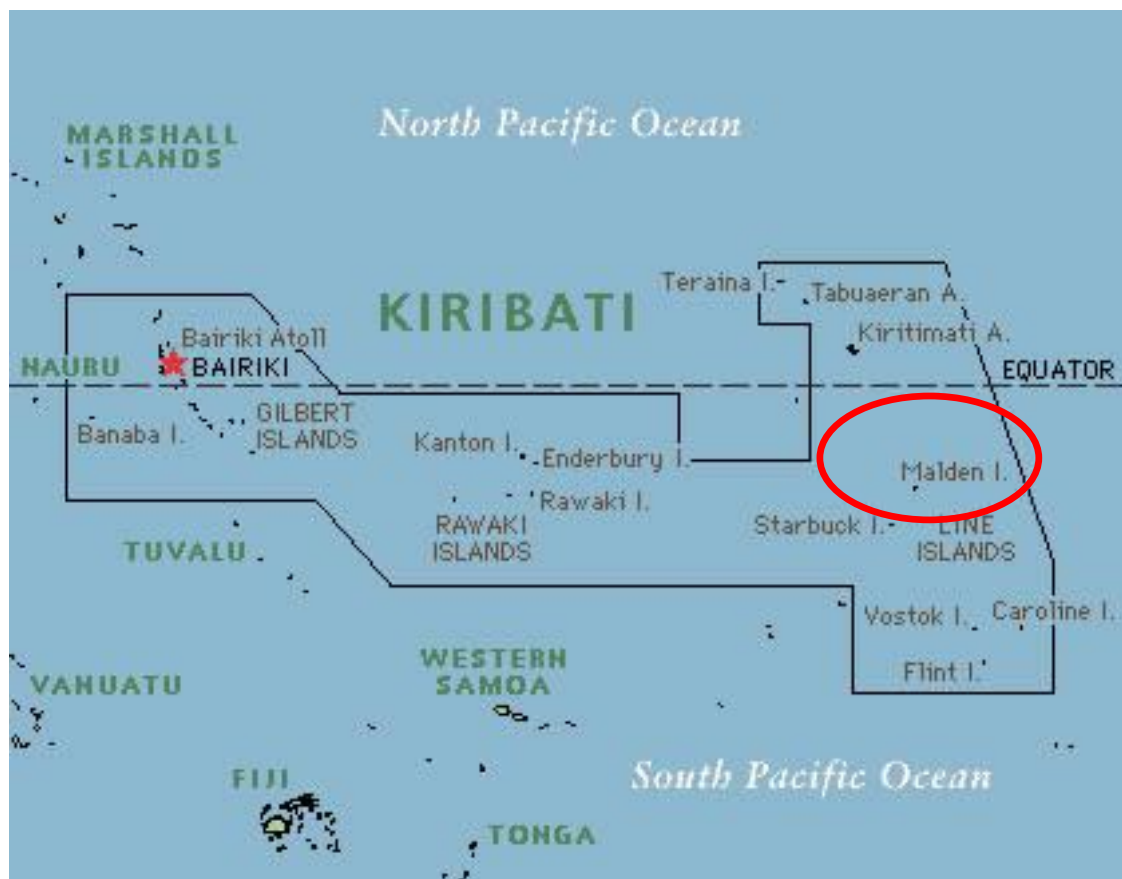 North Pacific Ocean
MARSHALL
ISLANDS
Teraina I.
Tabuaeran A.
KIRIBATI
Bairiki Atoll
Kiritimati A.
NAURU
BAIRIKI
EQUATOR
GILBERT
ISLANDS
Banaba I.
Kanton I.
Enderbury I.
Malden I.
Rawaki I.
RAWAKI
ISLANDS
Starbuck I.
LINE
ISLANDS
TUVALU
Vostok I.
Caroline I.
WESTERN
SAMOA
Flint I.
VANUATU
FIJI
South Pacific Ocean
TONGA